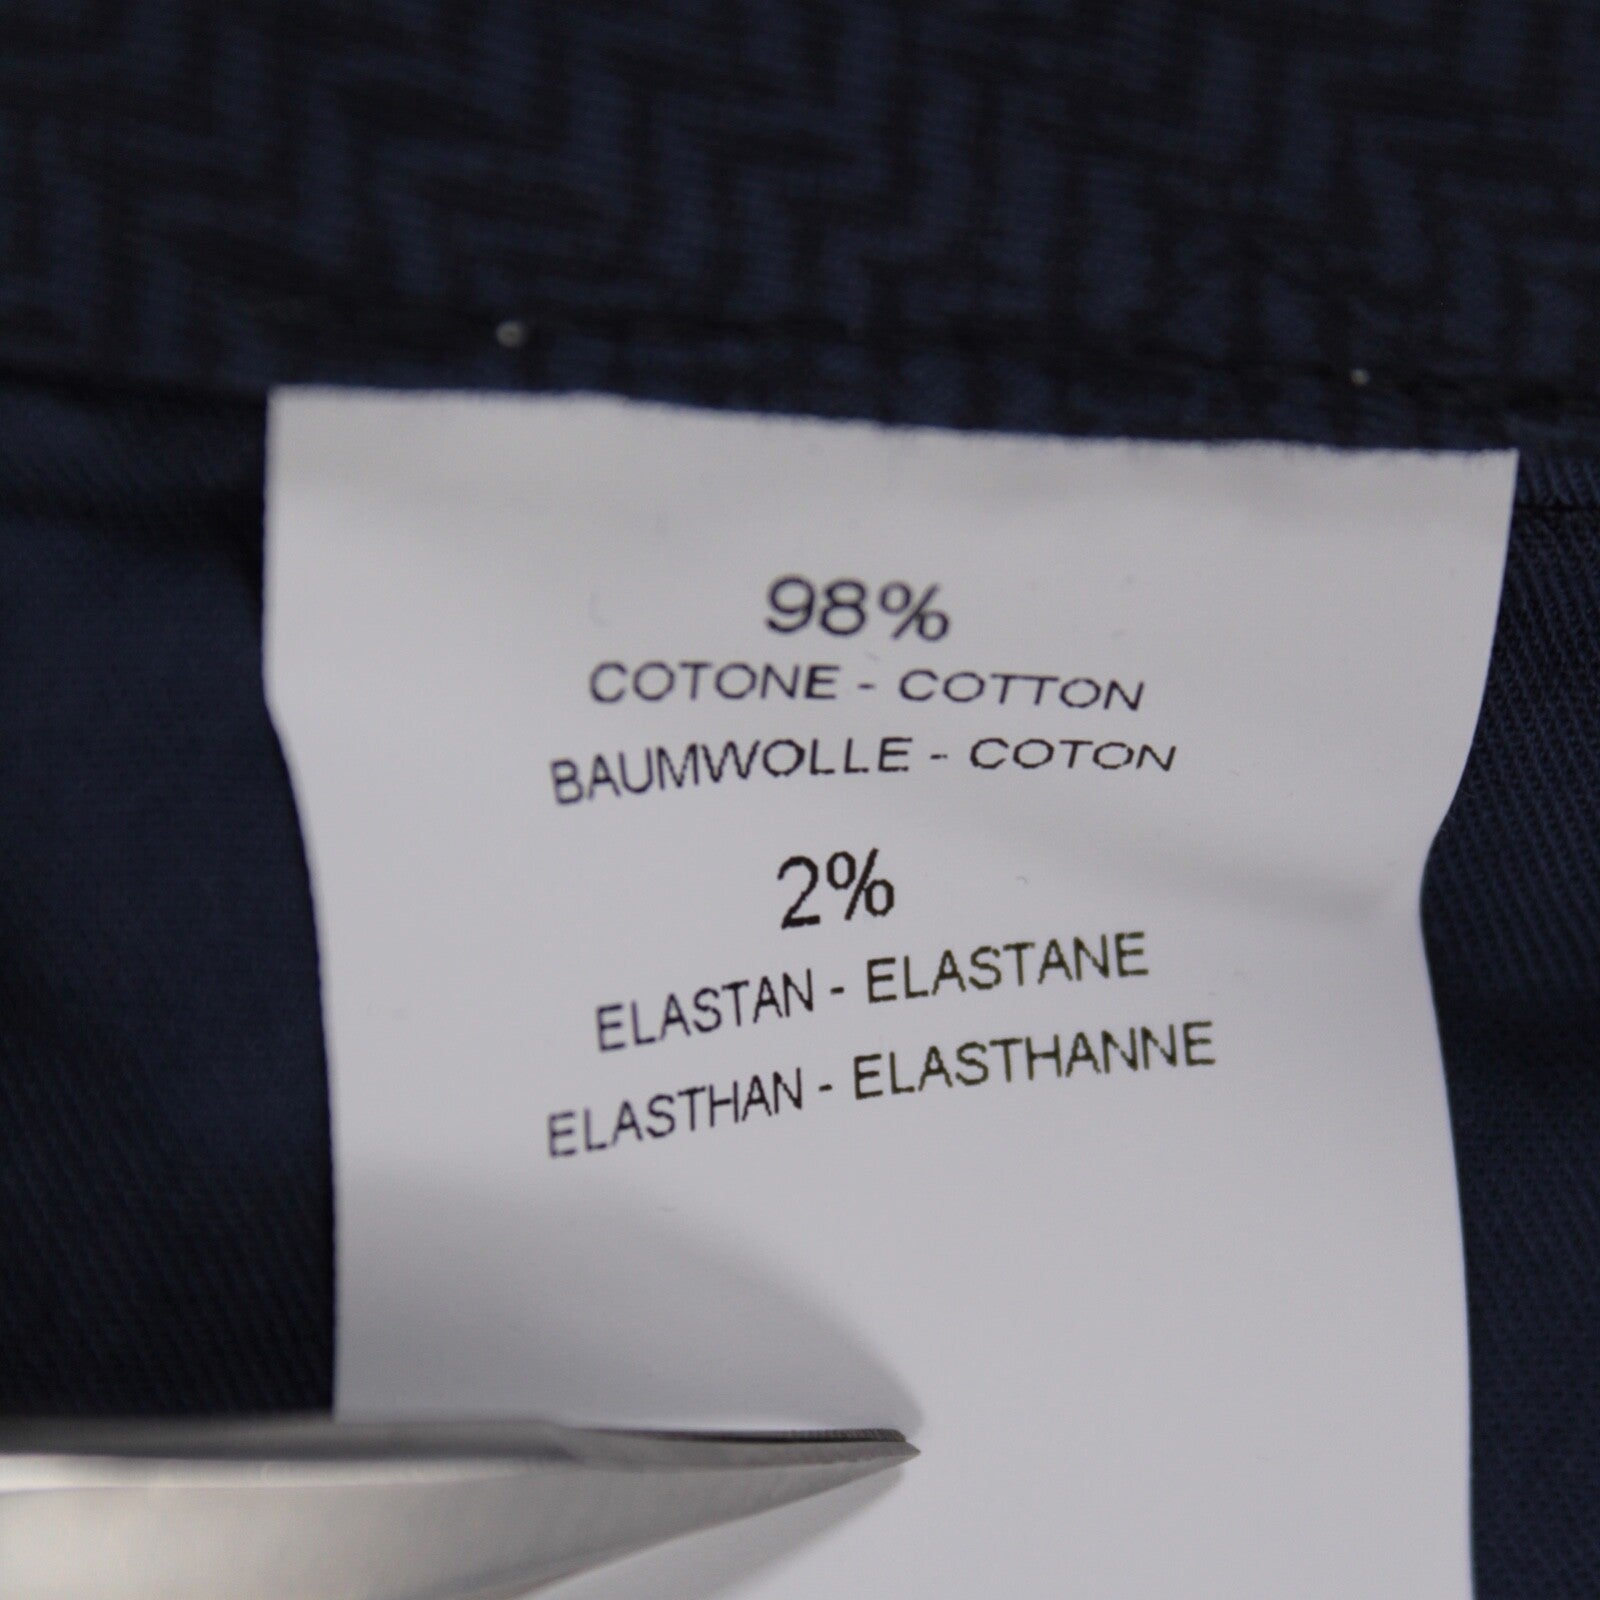 98%
COTONE - COTTON
BAUMWOLLE - COTON
2%
ELASTAN - ELASTANE
ELASTHAN - ELASTHANNE